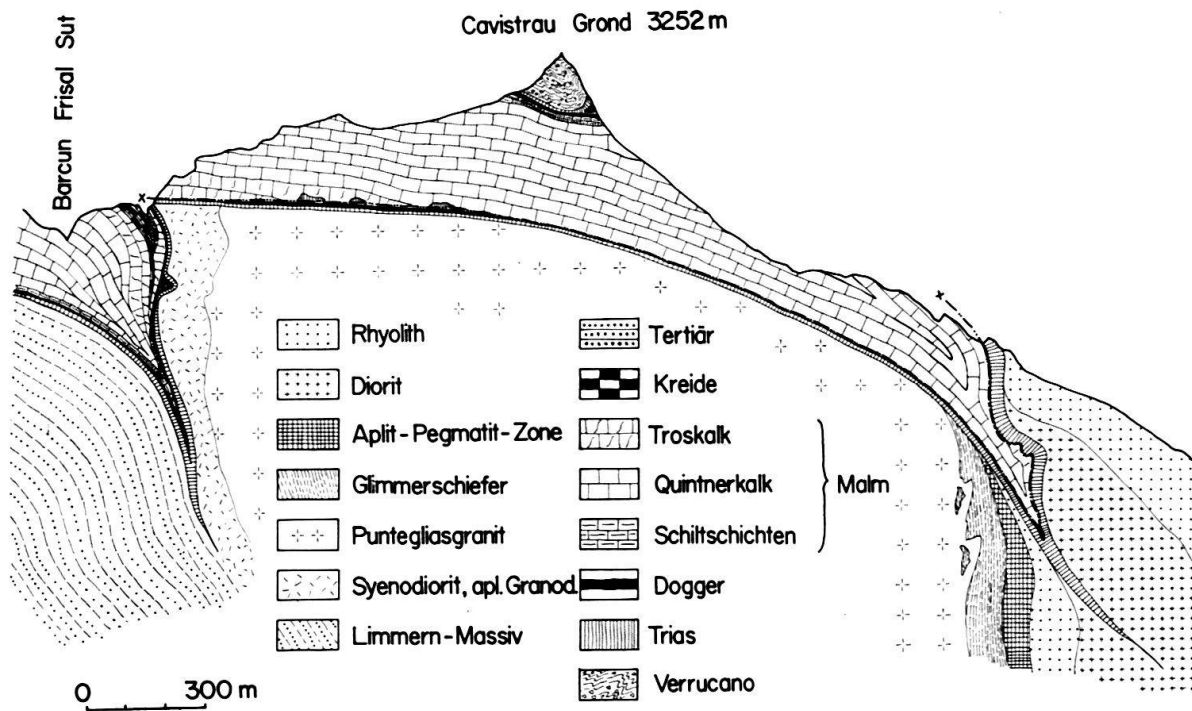 Cavistrau Grond 3252 m
Barcun Frisal Sut
x
x
Rhyolith
Diorit
Aplit-Pegmatit-Zone
Glimmerschiefer
Puntegliasgranit
Syenodiorit, apl. Granod.
Limmern-Massiv
Tertiär
Kreide
Troskalk
Quintnerkalk
Schiltschichten
Malm
Dogger
Trias
Verrucano
0 300 m